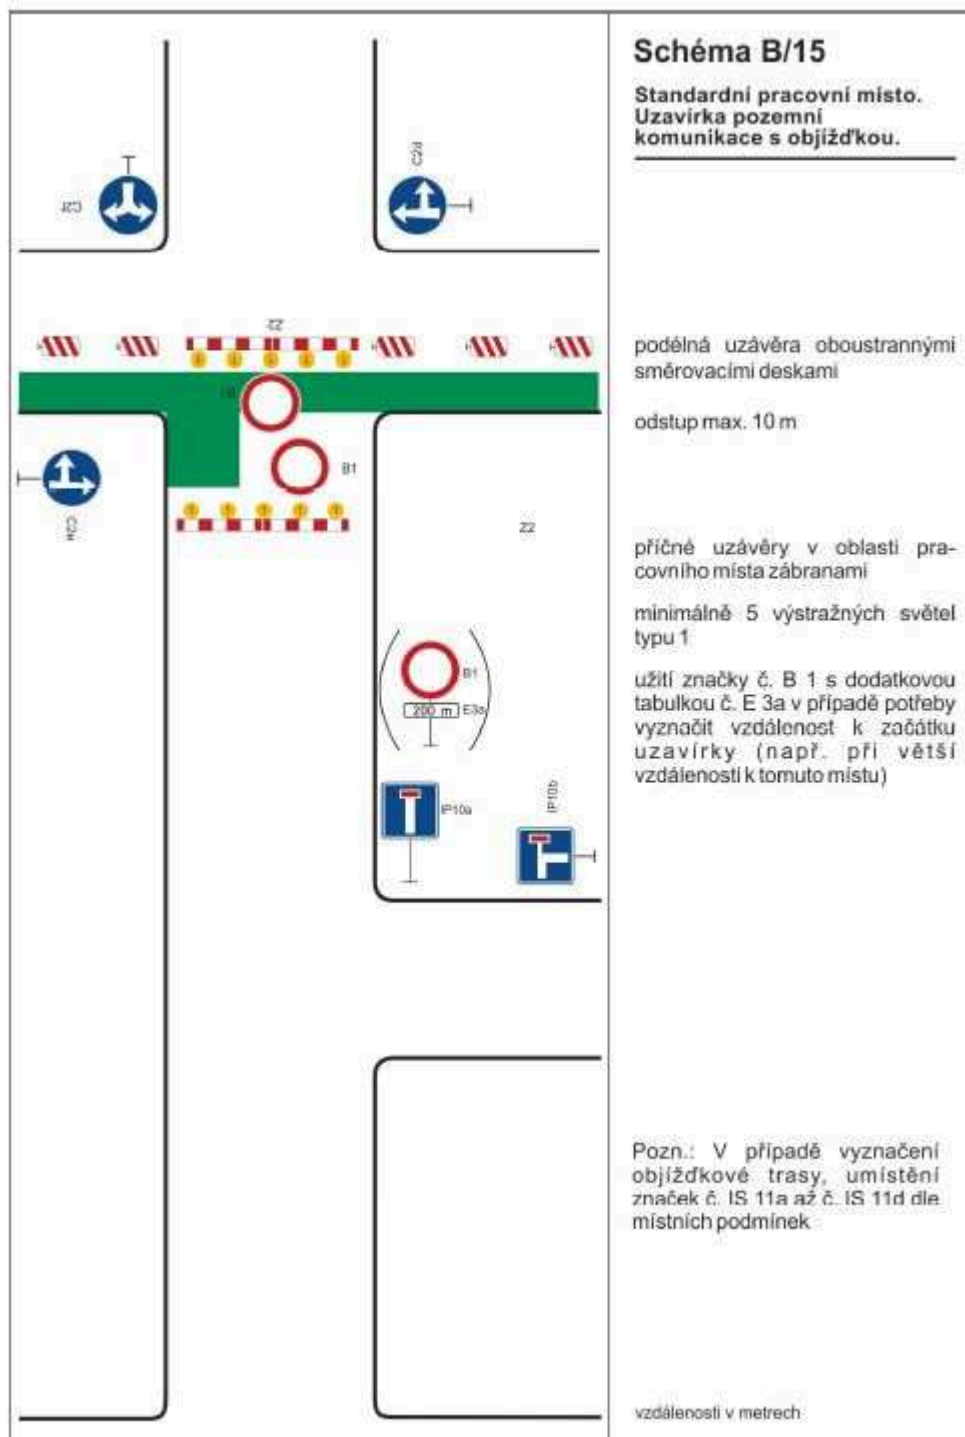 Schéma B/15
Standardní pracovní místo.
Uzavírka pozemní
komunikace s objížďkou.
C2f
C2d
Z2
podélná uzávěra oboustrannými
směrovacími deskami
odstup max. 10 m
B1
B1
C2e
Z2
příčné uzávěry v oblasti pra-
covního místa zábranami
minimálně 5 výstražných světel
typu 1
B1
200 m
E3a
užití značky č. B 1 s dodatkovou
tabulkou č. E 3a v případě potřeby
vyznačit vzdálenost k začátku
uzavírky (např. při větší
vzdálenosti k tomuto místu)
IP10a
IP10b
Pozn.: V případě vyznačení
objížďkové trasy, umístění
značek č. IS 11a až č. IS 11d dle
místních podmínek
vzdálenosti v metrech